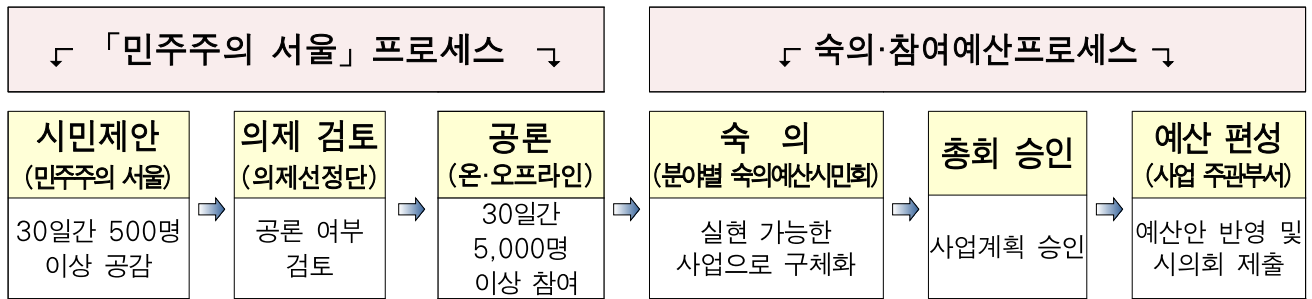 「민주주의 서울」프로세스
숙의·참여예산프로세스
시민제안
(민주주의 서울)
30일간 500명
이상 공감
의제 검토
(의제선정단)
공론 여부
검토
공론
(온·오프라인)
30일간
5,000명
이상 참여
숙 의
(분야별 숙의예산시민회)
실현 가능한
사업으로 구체화
총회 승인
사업계획 승인
예산 편성
(사업 주관부서)
예산안 반영 및
시의회 제출